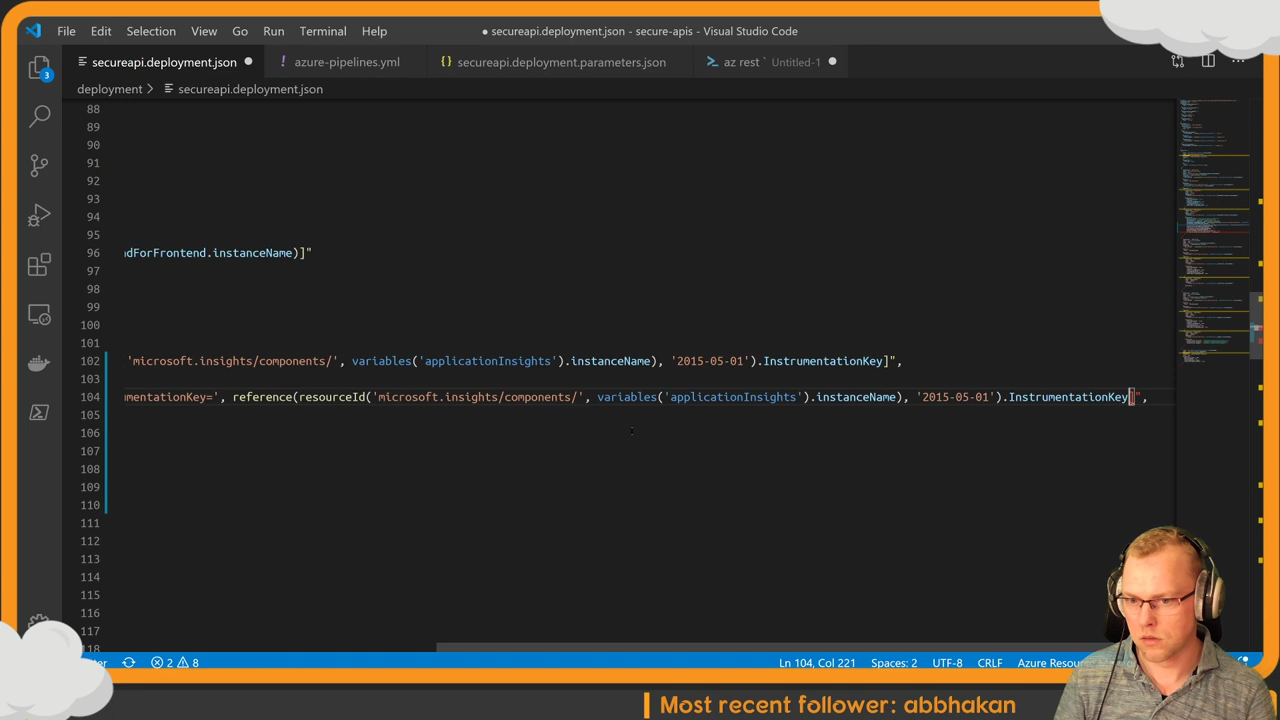 File Edit Selection View Go Run Terminal Help
● secureapi.deployment.json - secure-apis - Visual Studio Code
3
secureapi.deployment.json ●
! azure-pipelines.yml
{} secureapi.deployment.parameters.json
az rest ` Untitled-1 ●
deployment > secureapi.deployment.json
88
89
90
91
92
93
94
95
96 dForFrontend.instanceName)]"
97
98
99
100
101
102 'microsoft.insights/components/', variables('applicationInsights').instanceName), '2015-05-01').InstrumentationKey]",
103
104 mentationKey=', reference(resourceId('microsoft.insights/components/', variables('applicationInsights').instanceName), '2015-05-01').InstrumentationKey]",
105
106
107
108
109
110
111
112
113
114
115
116
117
118
2 8
Ln 104, Col 221 Spaces: 2 UTF-8 CRLF Azure Resou
Most recent follower: abbhakan